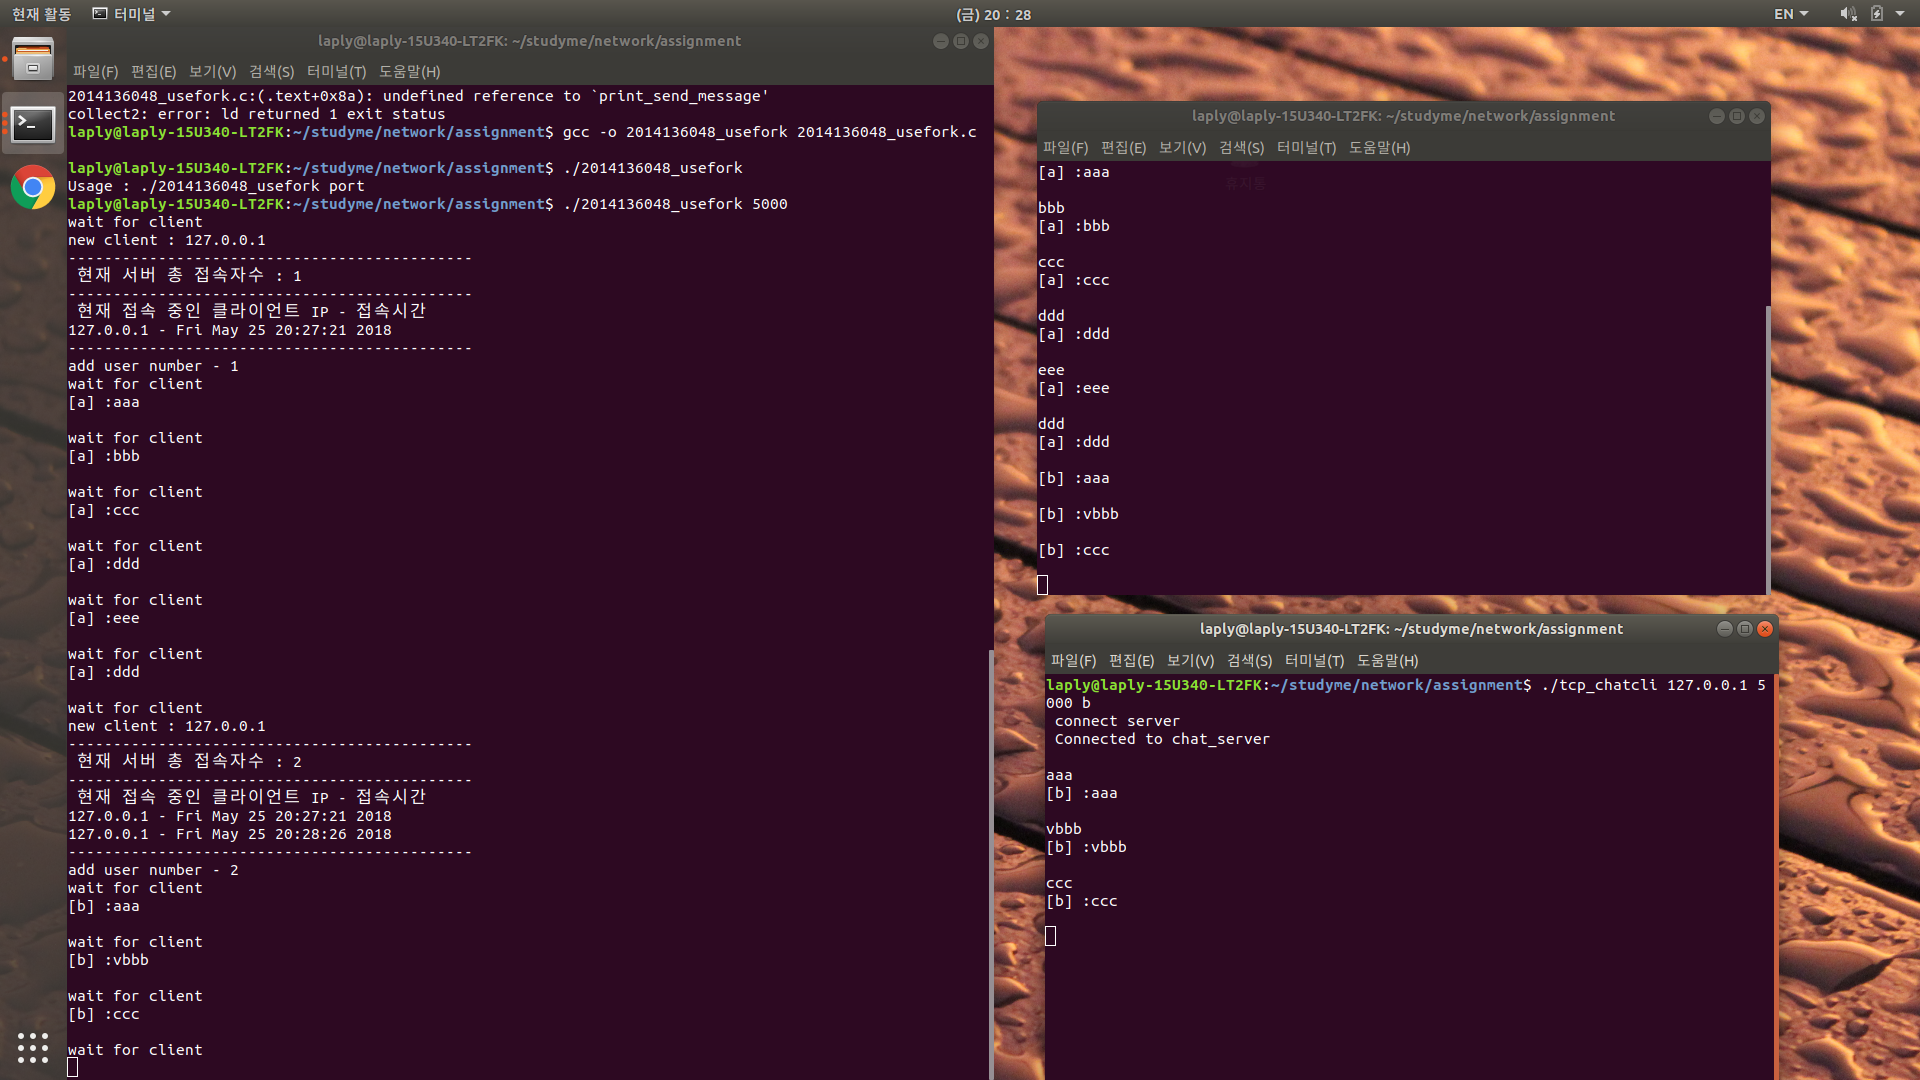 현재 활동
터미널
(금) 20 : 28
EN
laply@laply-15U340-LT2FK: ~/studyme/network/assignment
파일(F) 편집(E) 보기(V) 검색(S) 터미널(T) 도움말(H)
2014136048_usefork.c:(.text+0x8a): undefined reference to `print_send_message'
collect2: error: ld returned 1 exit status
laply@laply-15U340-LT2FK:~/studyme/network/assignment$ gcc -o 2014136048_usefork 2014136048_usefork.c
laply@laply-15U340-LT2FK:~/studyme/network/assignment$ ./2014136048_usefork
Usage : ./2014136048_usefork port
laply@laply-15U340-LT2FK:~/studyme/network/assignment$ ./2014136048_usefork 5000
wait for client
new client : 127.0.0.1
---------------------------------------------
현재 서버 총 접속자수 : 1
---------------------------------------------
현재 접속 중인 클라이언트 IP - 접속시간
127.0.0.1 - Fri May 25 20:27:21 2018
---------------------------------------------
add user number - 1
wait for client
[a] :aaa
wait for client
[a] :bbb
wait for client
[a] :ccc
wait for client
[a] :ddd
wait for client
[a] :eee
wait for client
[a] :ddd
wait for client
new client : 127.0.0.1
---------------------------------------------
현재 서버 총 접속자수 : 2
---------------------------------------------
현재 접속 중인 클라이언트 IP - 접속시간
127.0.0.1 - Fri May 25 20:27:21 2018
127.0.0.1 - Fri May 25 20:28:26 2018
---------------------------------------------
add user number - 2
wait for client
[b] :aaa
wait for client
[b] :vbbb
wait for client
[b] :ccc
wait for client
laply@laply-15U340-LT2FK: ~/studyme/network/assignment
파일(F) 편집(E) 보기(V) 검색(S) 터미널(T) 도움말(H)
[a] :aaa
휴지통
bbb
[a] :bbb
ccc
[a] :ccc
ddd
[a] :ddd
eee
[a] :eee
ddd
[a] :ddd
[b] :aaa
[b] :vbbb
[b] :ccc
laply@laply-15U340-LT2FK: ~/studyme/network/assignment
파일(F) 편집(E) 보기(V) 검색(S) 터미널(T) 도움말(H)
laply@laply-15U340-LT2FK:~/studyme/network/assignment$ ./tcp_chatcli 127.0.0.1 5
000 b
connect server
Connected to chat_server
aaa
[b] :aaa
vbbb
[b] :vbbb
ccc
[b] :ccc